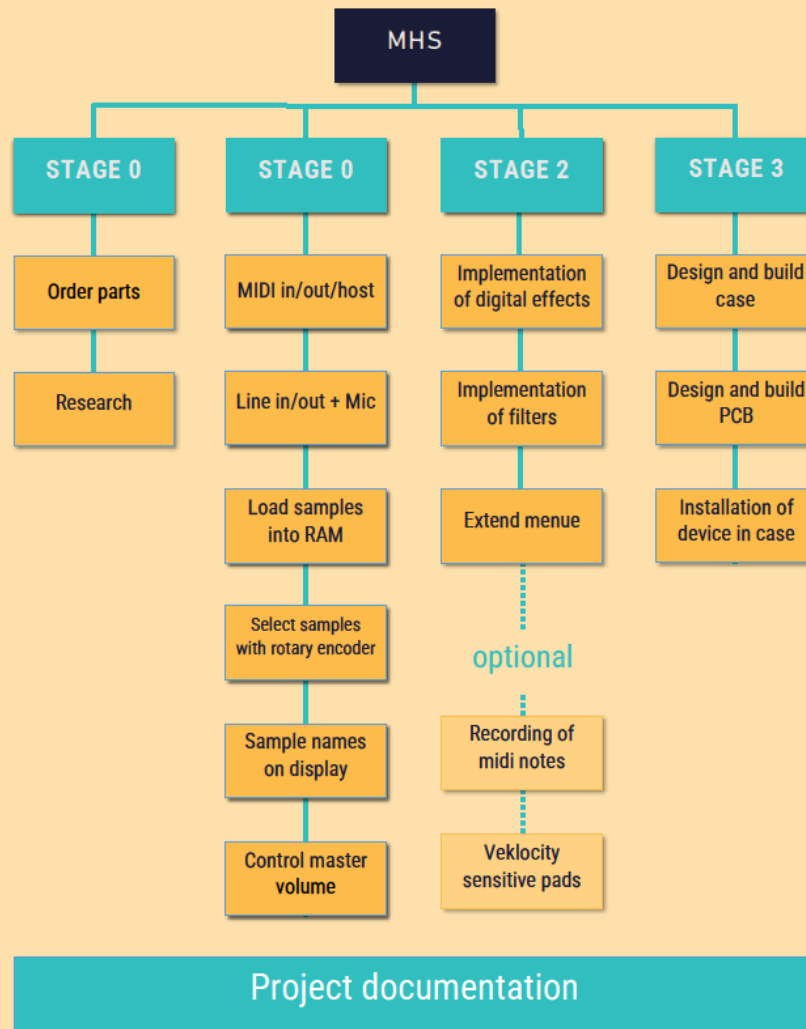 MHS
STAGE 0
Order parts
Research
STAGE 0
MIDI in/out/host
Line in/out + Mic
Load samples
into RAM
Select samples
with rotary encoder
Sample names
on display
Control master
volume
STAGE 2
Implementation
of digital effects
Implementation
of filters
Extend menue
optional
Recording of
midi notes
Veklocity
sensitive pads
STAGE 3
Design and build
case
Design and build
PCB
Installation of
device in case
Project documentation